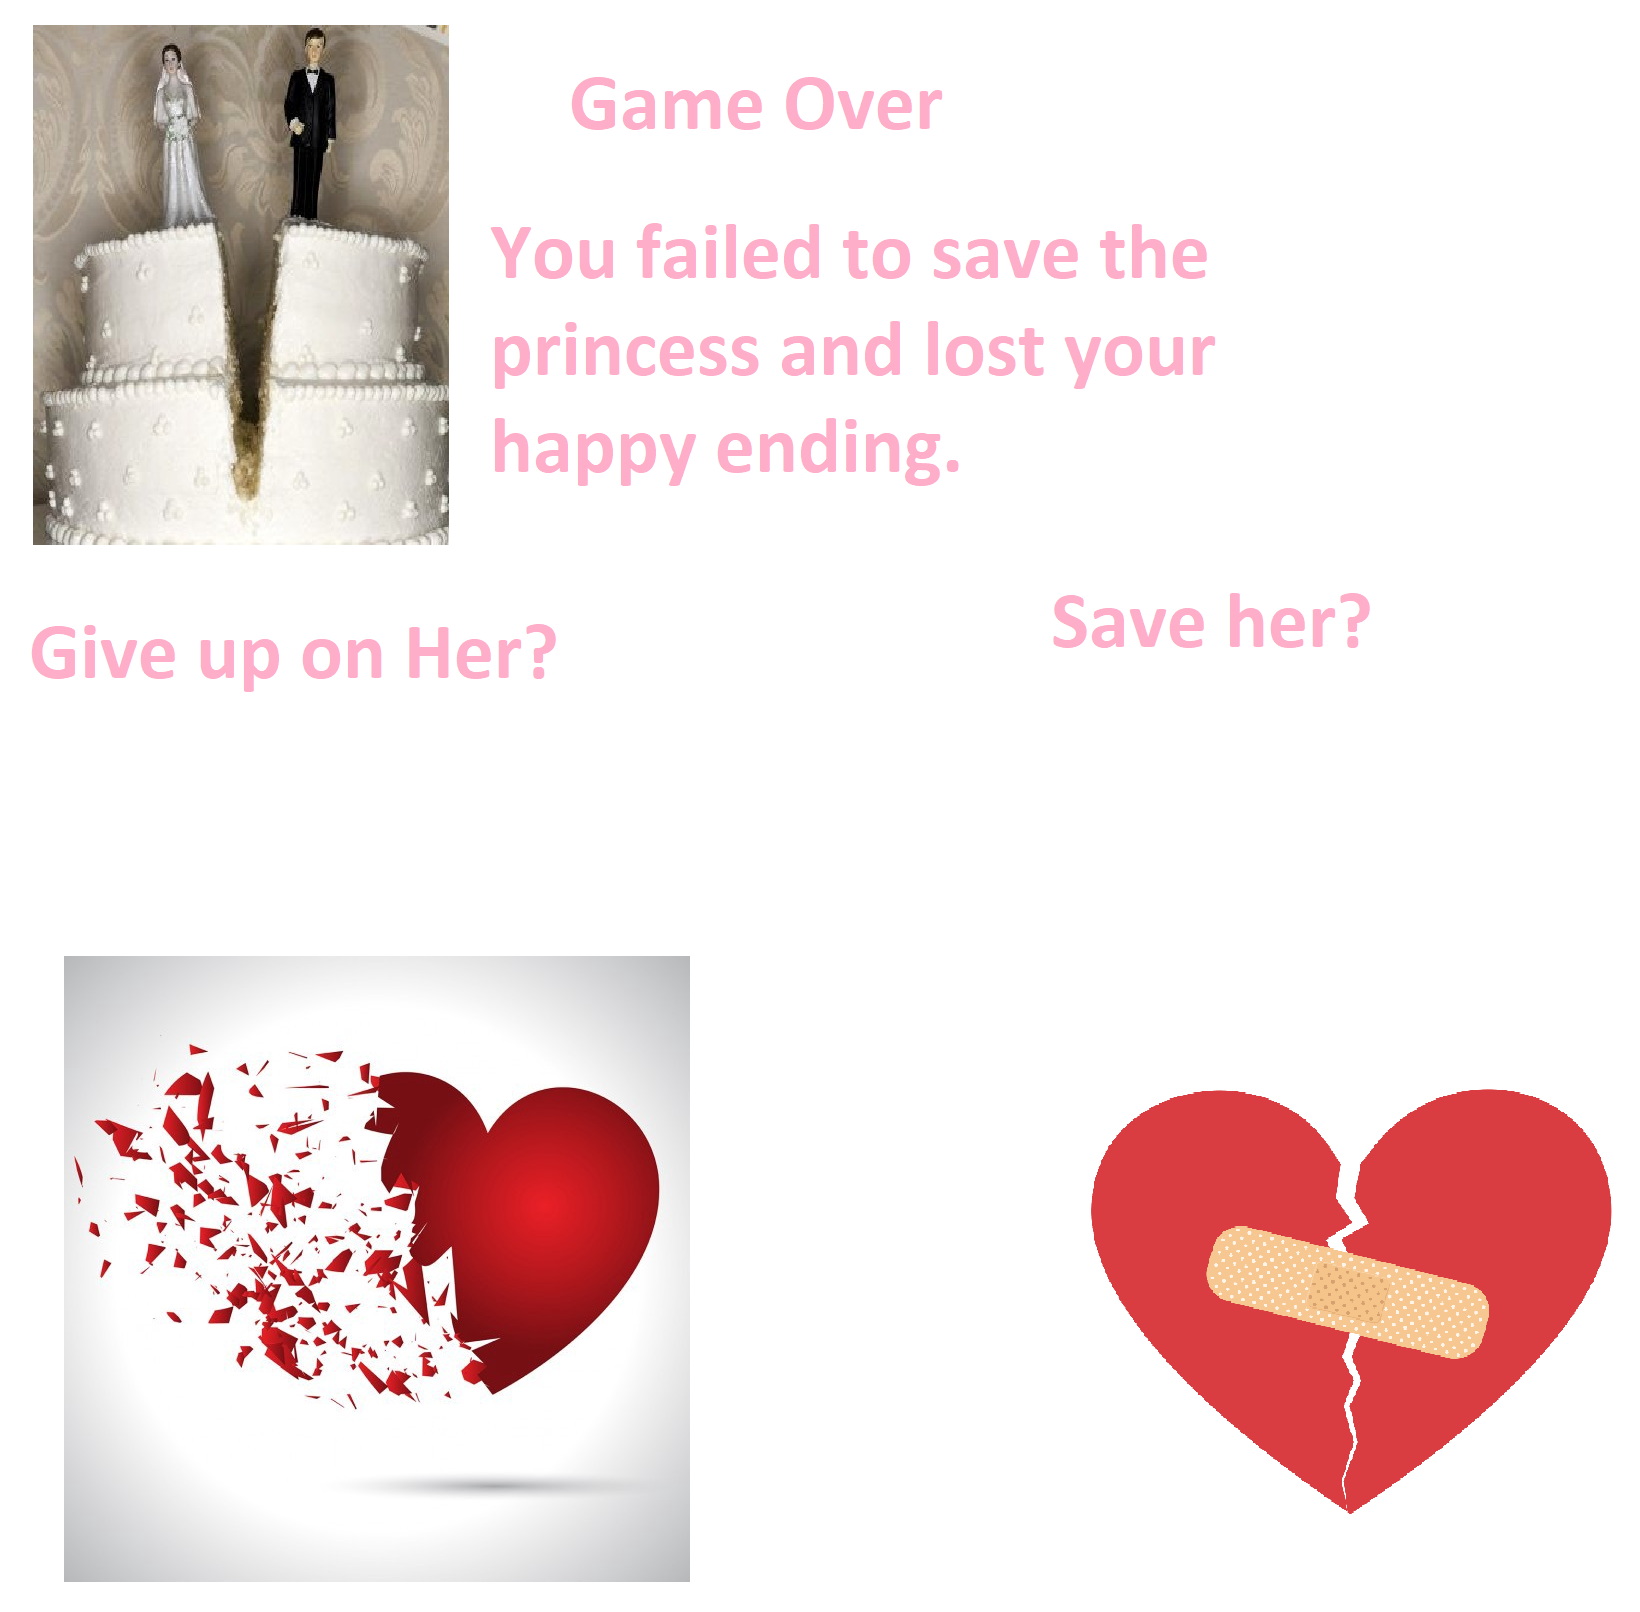 Game Over
You failed to save the
princess and lost your
happy ending.
Give up on Her?
Save her?